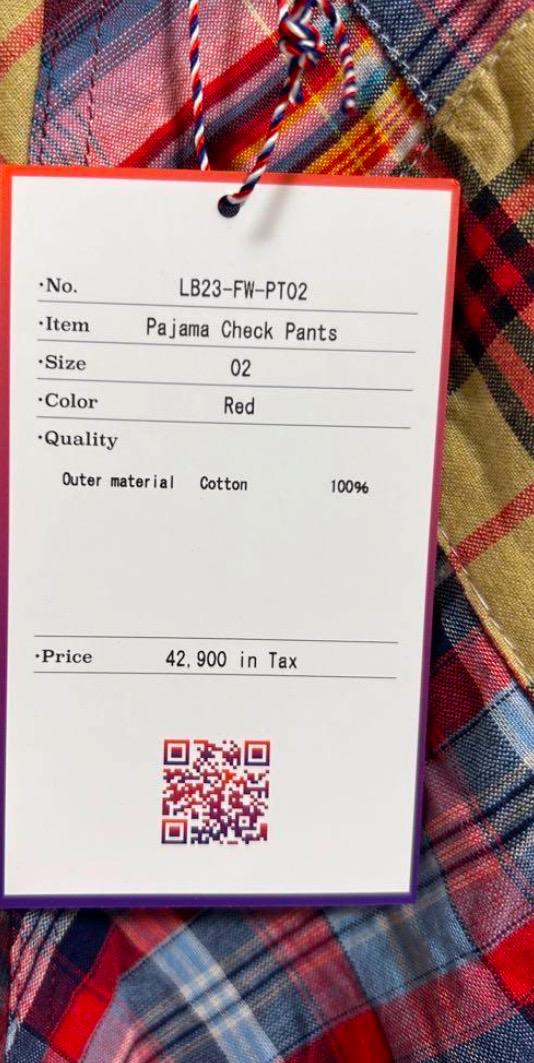 ·No. LB23-FW-PT02
·Item Pajama Check Pants
·Size 02
·Color Red
·Quality
Outer material Cotton 100%
·Price 42,900 in Tax